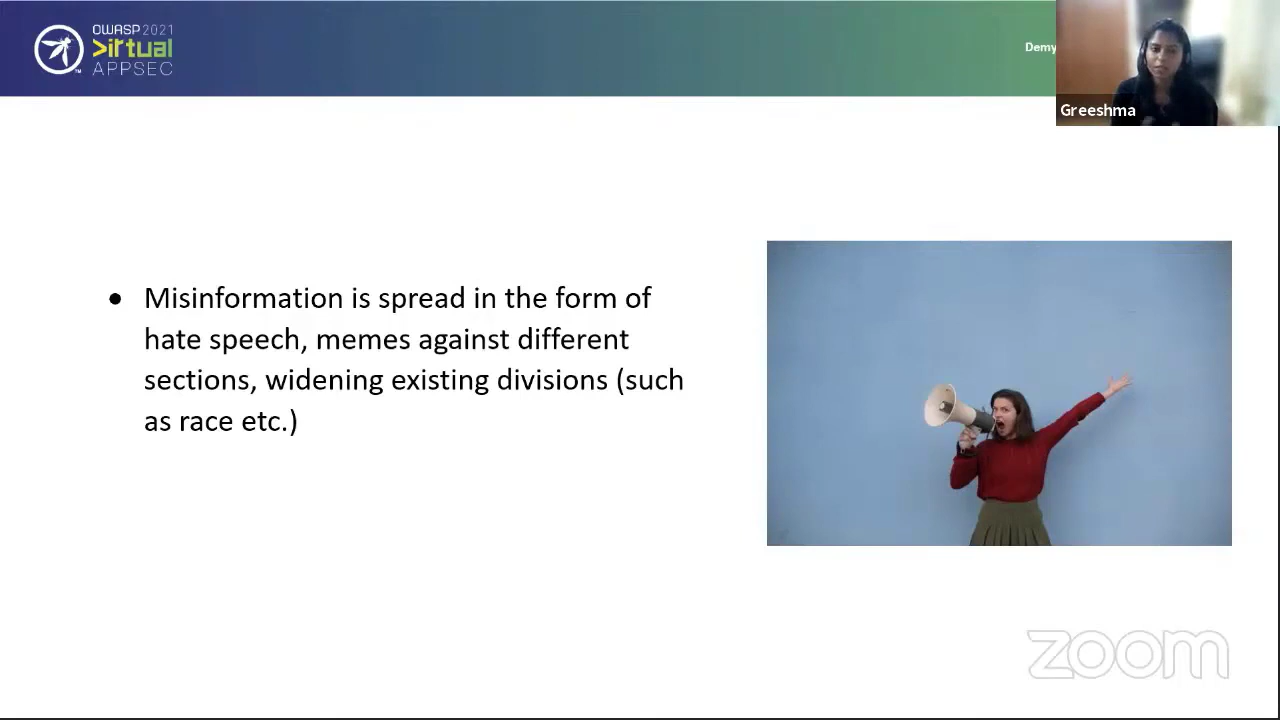 OWASP 2021
Virtual
APPSEC
Demy
Greeshma
● Misinformation is spread in the form of
hate speech, memes against different
sections, widening existing divisions (such
as race etc.)
zoom